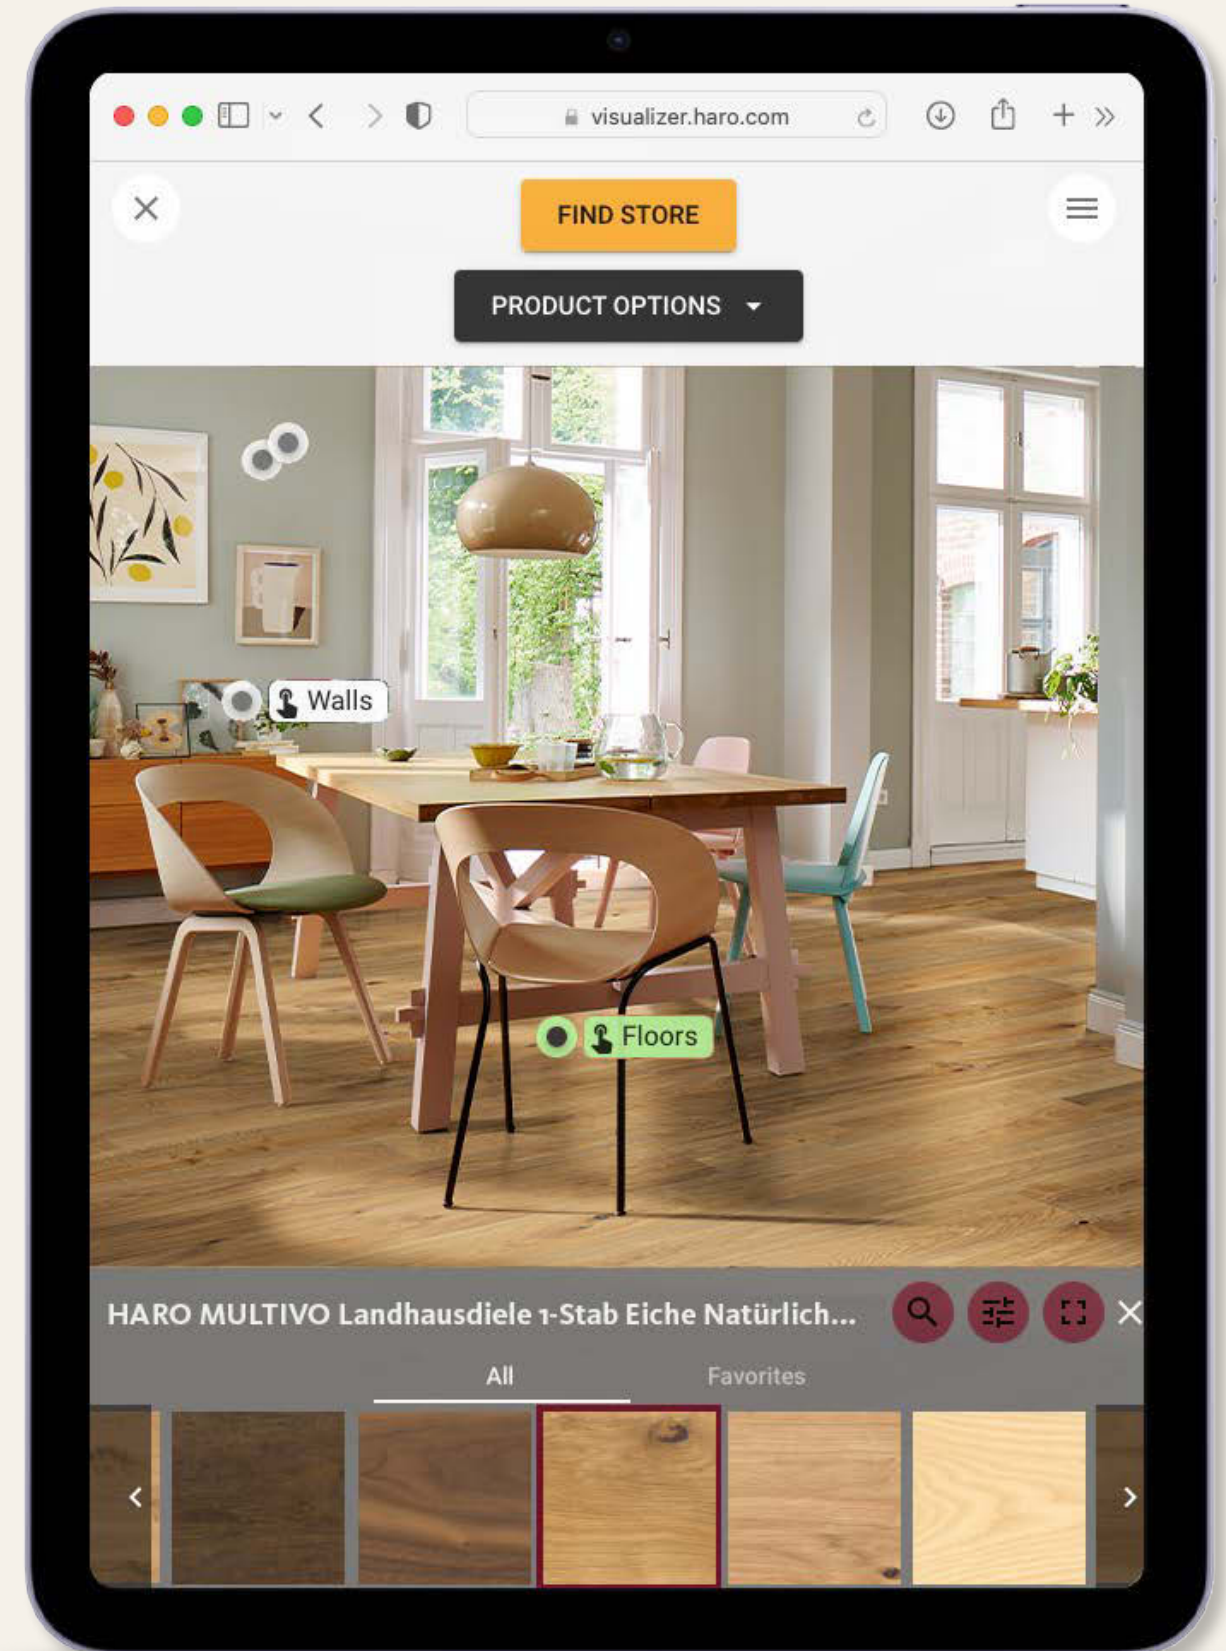 visualizer.haro.com
FIND STORE
PRODUCT OPTIONS
Walls
Floors
HARO MULTIVO Landhausdiele 1-Stab Eiche Natürlich...
All
Favorites